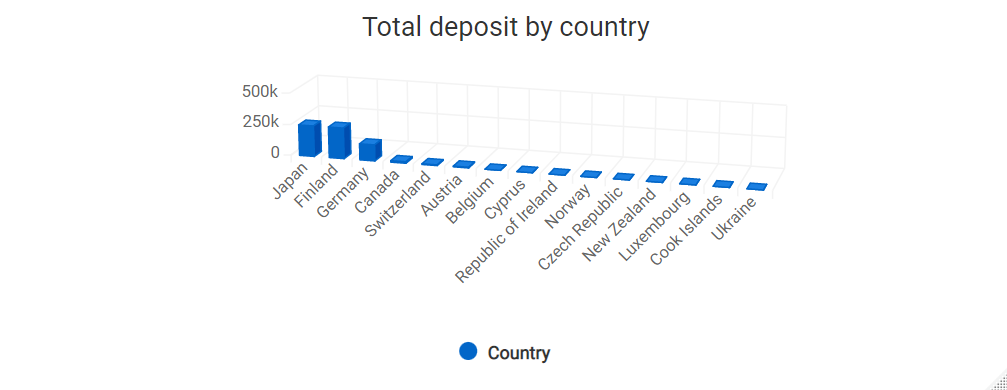 Total deposit by country
500k
250k
0
Japan
Finland
Germany
Canada
Switzerland
Austria
Belgium
Cyprus
Republic of Ireland
Norway
Czech Republic
New Zealand
Luxembourg
Cook Islands
Ukraine
Country